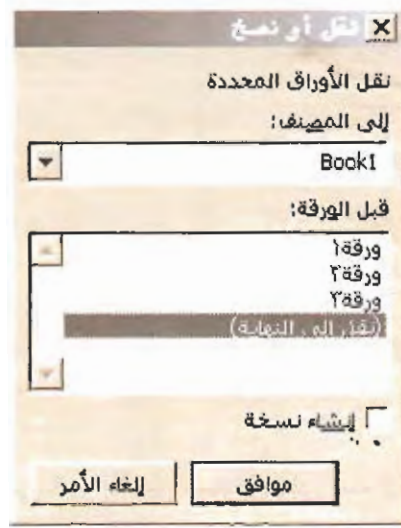 نقل أو نسخ
نقل الأوراق المحددة
إلى المصنف:
Book1
قبل الورقة:
ورقة١
ورقة٢
ورقة٣
(نقل إلى النهاية)
إنشاء نسخة
موافق
إلغاء الأمر